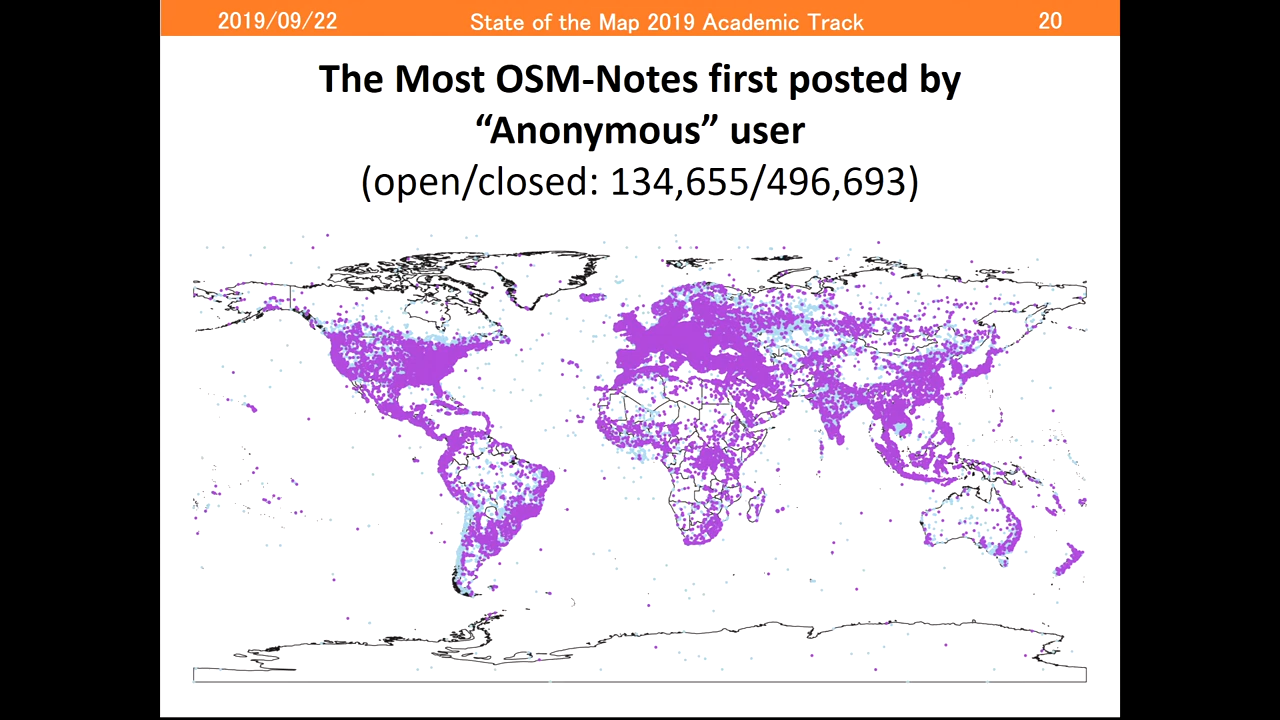 2019/09/22
State of the Map 2019 Academic Track
20
The Most OSM-Notes first posted by
“Anonymous” user
(open/closed: 134,655/496,693)